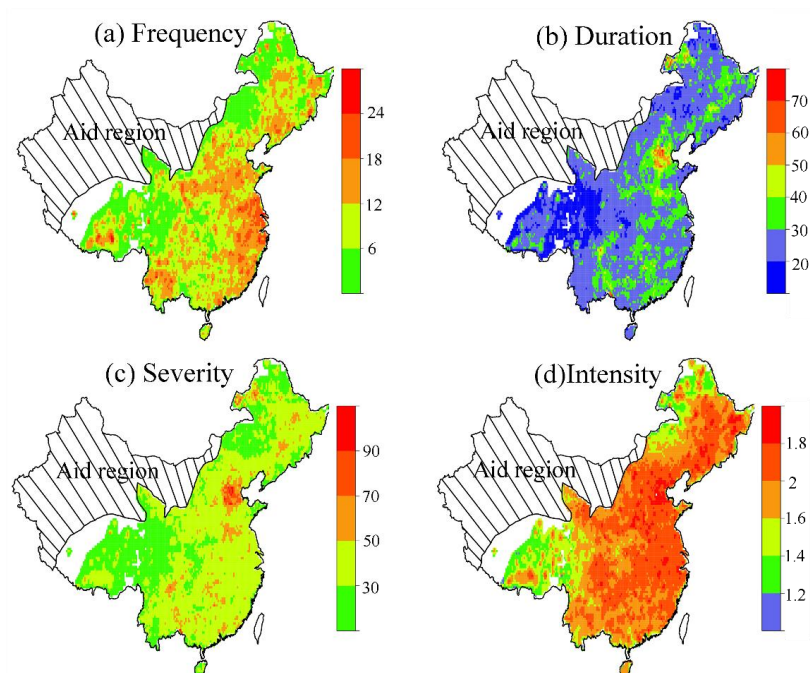 (a) Frequency
Aid region
24
18
12
6
(b) Duration
Aid region
70
60
50
40
30
20
(c) Severity
Aid region
90
70
50
30
(d)Intensity
Aid region
1.8
2
1.6
1.4
1.2